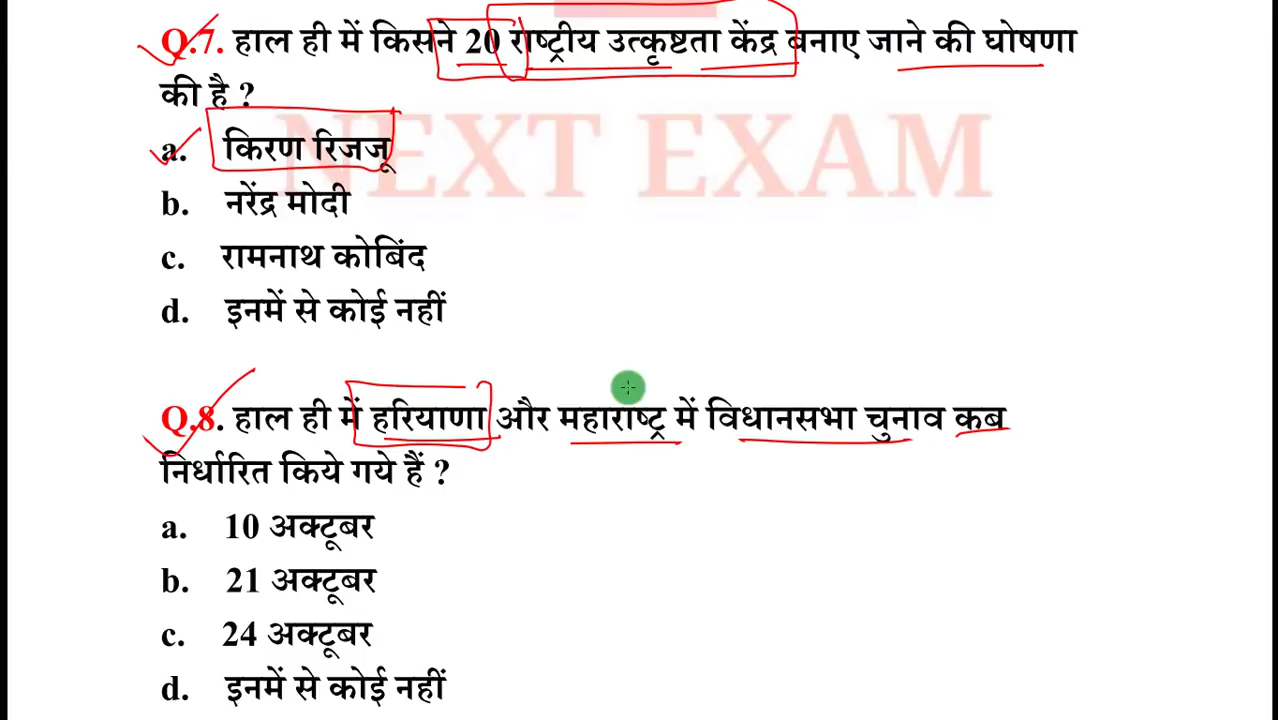 Q.7. हाल ही में किसने 20 राष्ट्रीय उत्कृष्टता केंद्र बनाए जाने की घोषणा
की है ?
NEXT EXAM
a. किरण रिजजू
b. नरेंद्र मोदी
c. रामनाथ कोबिंद
d. इनमें से कोई नहीं
Q.8. हाल ही में हरियाणा और महाराष्ट्र में विधानसभा चुनाव कब
निर्धारित किये गये हैं ?
a. 10 अक्टूबर
b. 21 अक्टूबर
c. 24 अक्टूबर
d. इनमें से कोई नहीं